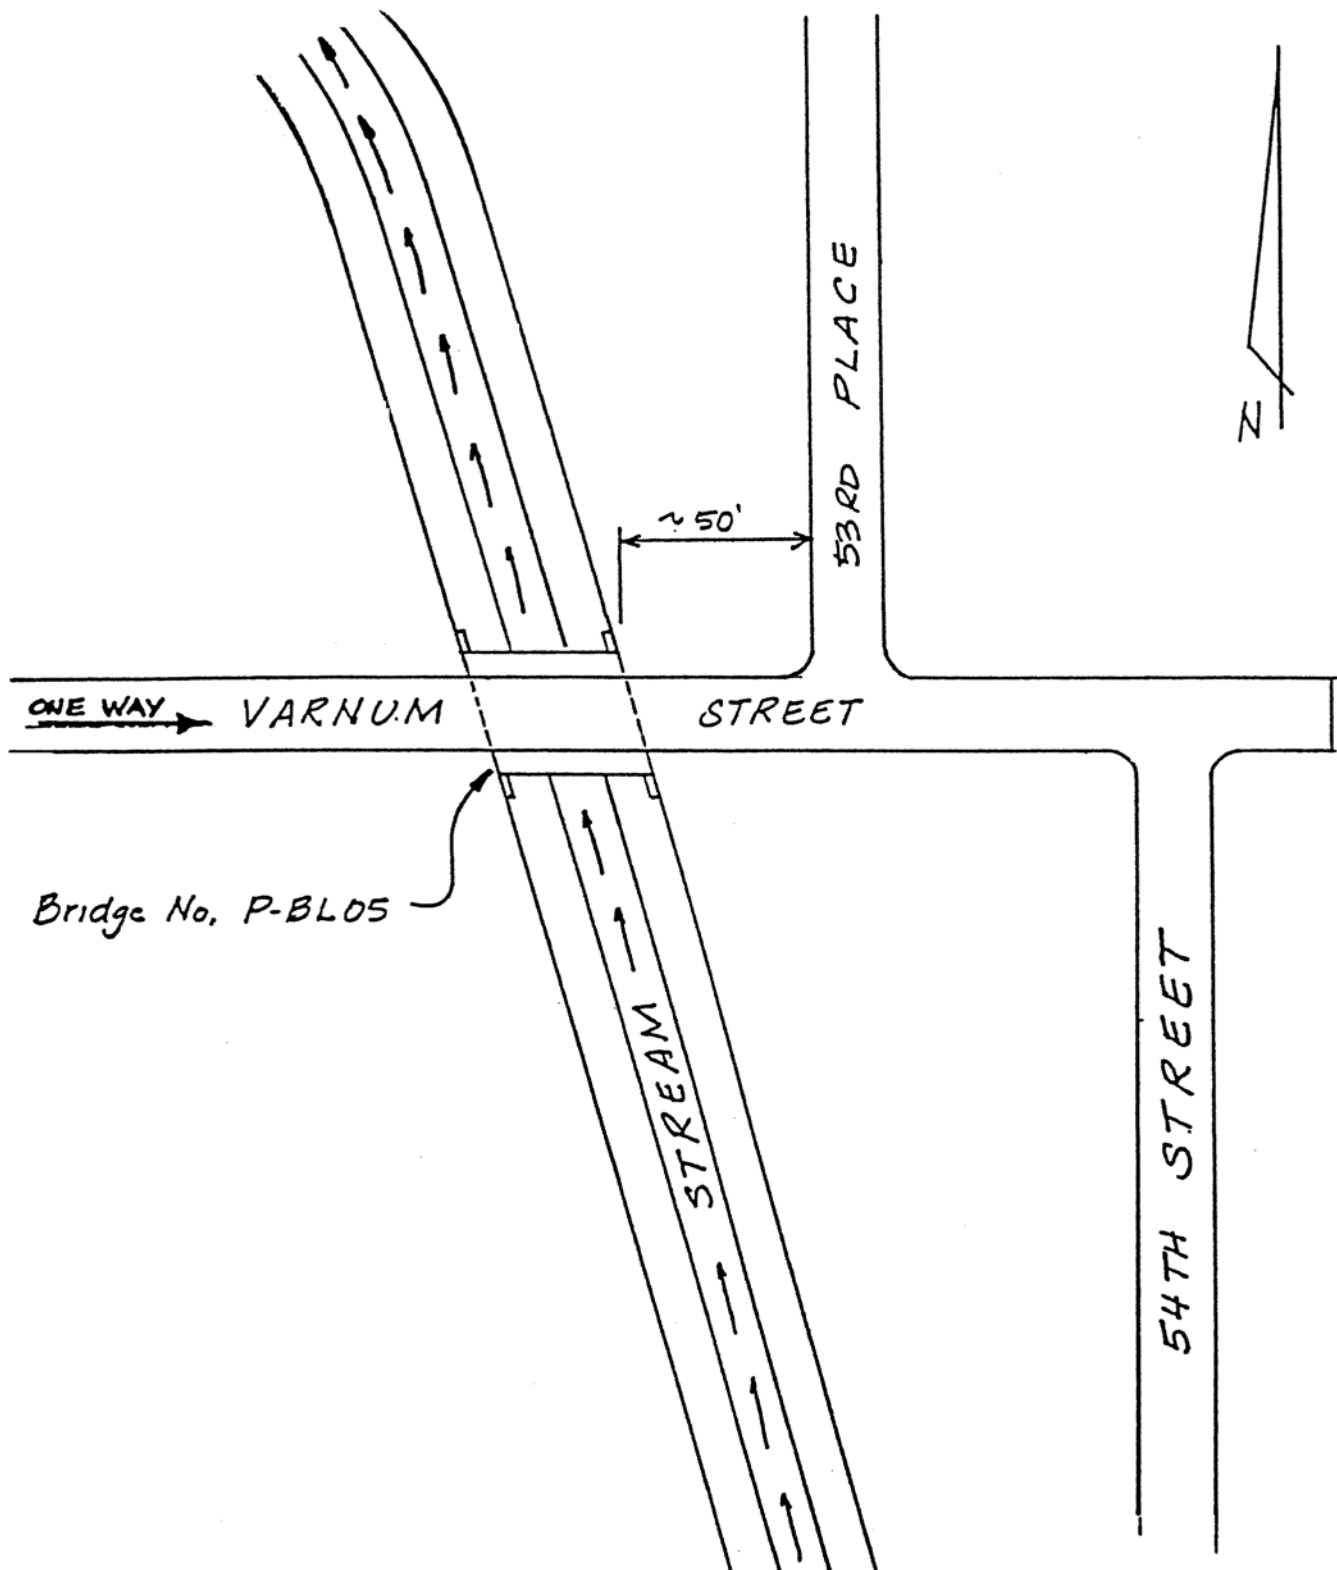 53RD PLACE
N
~50'
ONE WAY
VARNUM STREET
Bridge No. P-BL05
STREAM
54TH STREET